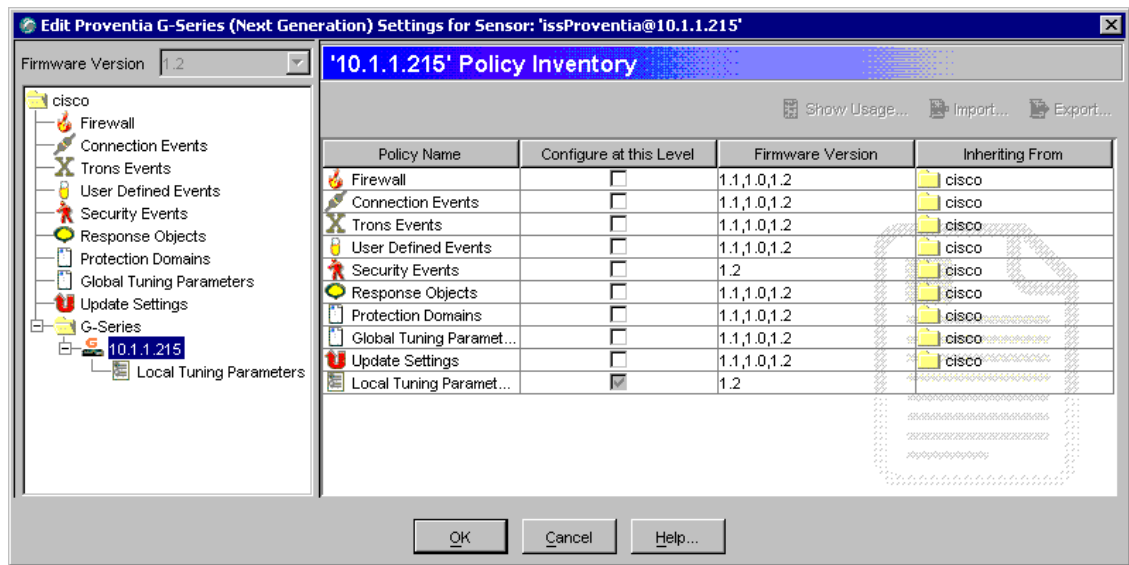 Edit Proventia G-Series (Next Generation) Settings for Sensor: 'issProventia@10.1.1.215'
Firmware Version 1.2
cisco
Firewall
Connection Events
Trons Events
User Defined Events
Security Events
Response Objects
Protection Domains
Global Tuning Parameters
Update Settings
G-Series
10.1.1.215
Local Tuning Parameters
'10.1.1.215' Policy Inventory
Show Usage... Import... Export...
Policy Name Configure at this Level Firmware Version Inheriting From
Firewall 1.1,1.0,1.2 cisco
Connection Events 1.1,1.0,1.2 cisco
Trons Events 1.1,1.0,1.2 cisco
User Defined Events 1.1,1.0,1.2 cisco
Security Events 1.2 cisco
Response Objects 1.1,1.0,1.2 cisco
Protection Domains 1.1,1.0,1.2 cisco
Global Tuning Paramet... 1.1,1.0,1.2 cisco
Update Settings 1.1,1.0,1.2 cisco
Local Tuning Paramet... 1.2
OK Cancel Help...